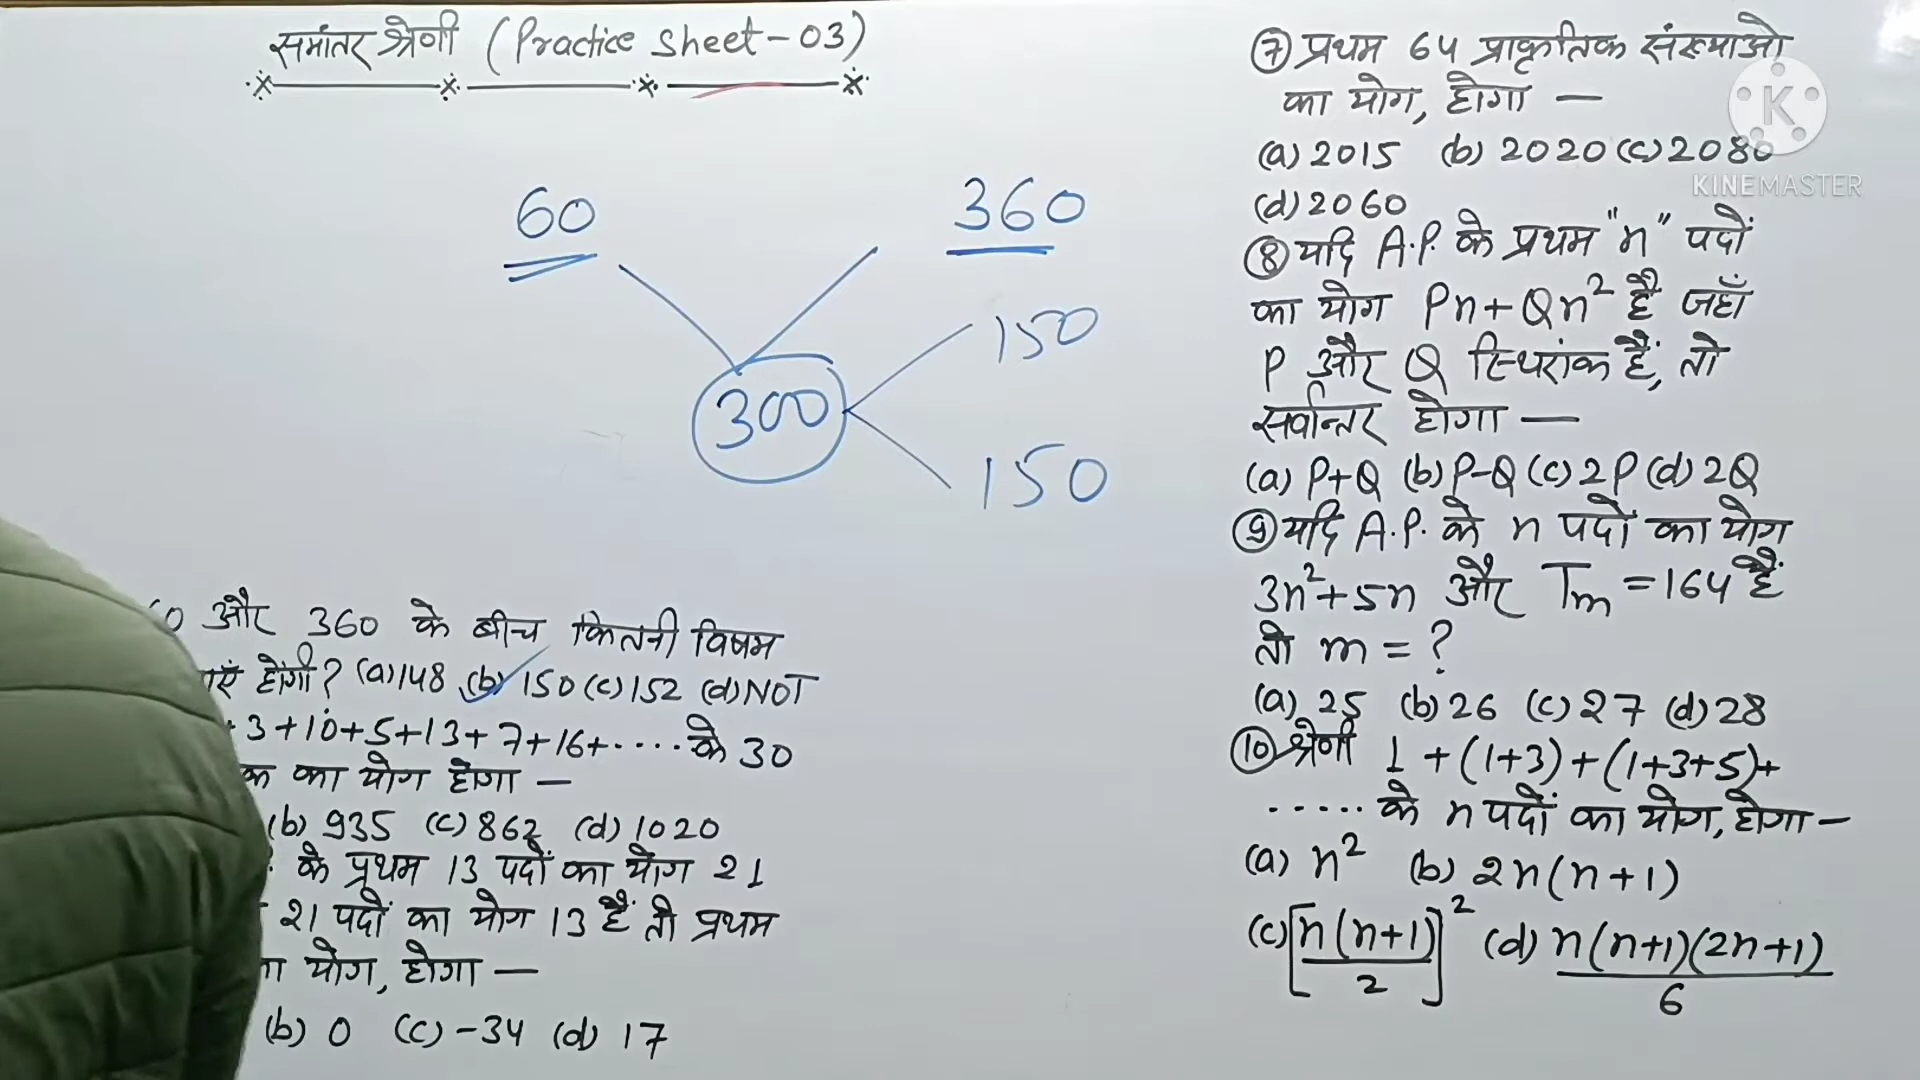 समांतर श्रेणी (Practice Sheet-03)
60
360
300
150
150
0 और 360 के बीच कितनी विषम
होंगी? (a)148 (b)150 (c)152 (d)NOT
+3+10+5+13+7+16+..... के 30
क का योग होगा —
(b) 935 (c) 862 (d) 1020
के प्रथम 13 पदों का योग 21
21 पदों का योग 13 हैं तो प्रथम
योग, होगा —
(b) 0 (c) -34 (d) 17
⑦ प्रथम 64 प्राकृतिक संख्याओ
का योग, होगा —
(a) 2015 (b) 2020 (c) 2080
(d) 2060
⑧ यदि A.P. के प्रथम "n" पदों
का योग Pn+Qn² है जहाँ
P और Q स्थिरांक हैं, तो
सर्वान्तर होगा —
(a) P+Q (b) P-Q (c) 2P (d) 2Q
⑨ यदि A.P. के n पदों का योग
3n²+5n और Tm = 164 हैं
तो m = ?
(a) 25 (b) 26 (c) 27 (d) 28
⑩ श्रेणी 1 + (1+3) + (1+3+5)+
..... के n पदों का योग, होगा —
(a) n² (b) 2n(n+1)
(c) [n(n+1)/2]² (d) n(n+1)(2n+1)/6
K
KINEMASTER